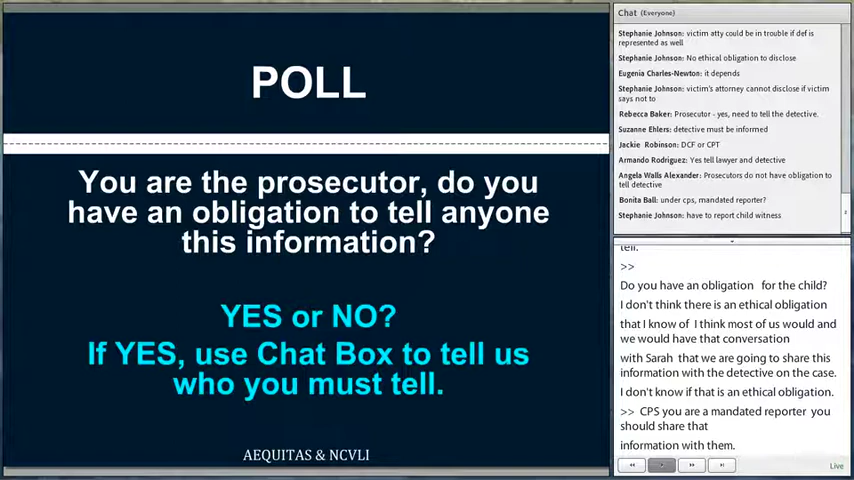 POLL
You are the prosecutor, do you
have an obligation to tell anyone
this information?
YES or NO?
If YES, use Chat Box to tell us
who you must tell.
AEQUITAS & NCVLI
Chat (Everyone)
Stephanie Johnson: victim atty could be in trouble if def is
represented as well
Stephanie Johnson: No ethical obligation to disclose
Eugenia Charles-Newton: it depends
Stephanie Johnson: victim's attorney cannot disclose if victim
says not to
Rebecca Baker: Prosecutor - yes, need to tell the detective.
Suzanne Ehlers: detective must be informed
Jackie Robinson: DCF or CPT
Armando Rodriguez: Yes tell lawyer and detective
Angela Walls Alexander: Prosecutors do not have obligation to
tell detective
Bonita Ball: under cps, mandated reporter?
Stephanie Johnson: have to report child witness
tell.
>>
Do you have an obligation for the child?
I don't think there is an ethical obligation
that I know of I think most of us would and
we would have that conversation
with Sarah that we are going to share this
information with the detective on the case.
I don't know if that is an ethical obligation.
>> CPS you are a mandated reporter you
should share that
information with them.
Live